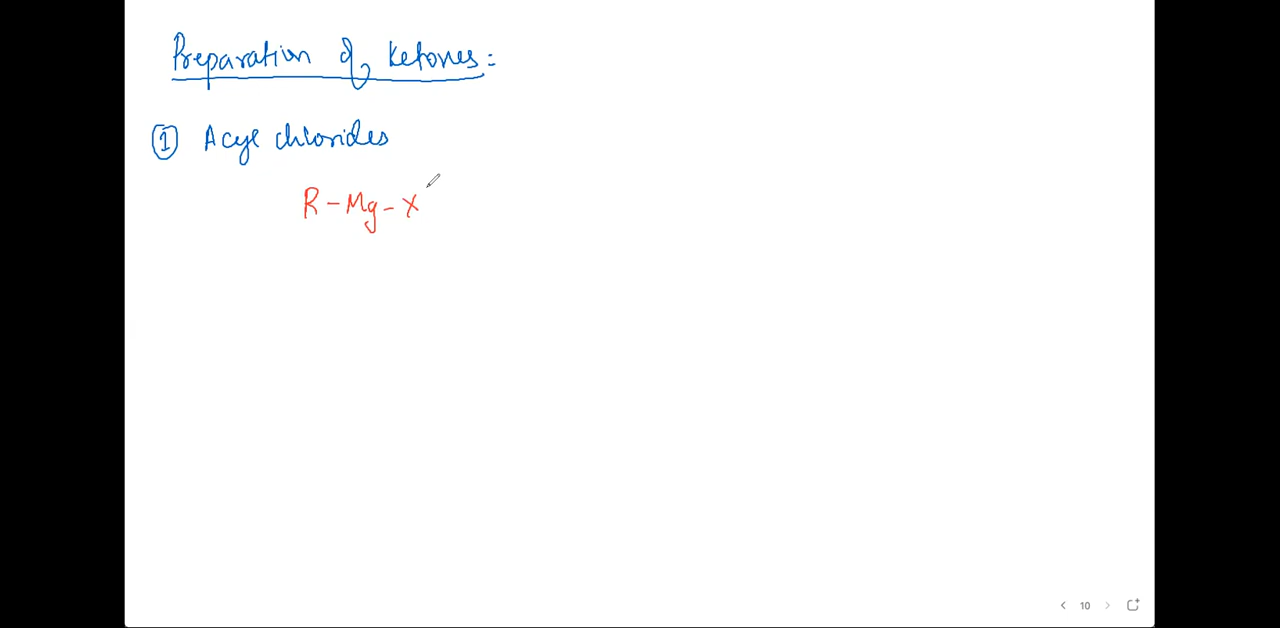 Preparation of Ketones:
① Acyl chlorides
R-Mg-X
10